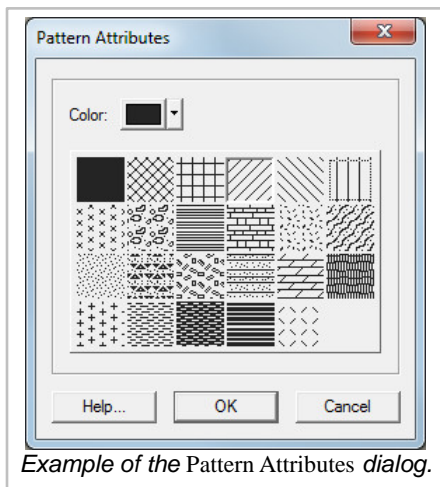 Pattern Attributes
Color:
Help...
OK
Cancel
Example of the Pattern Attributes dialog.